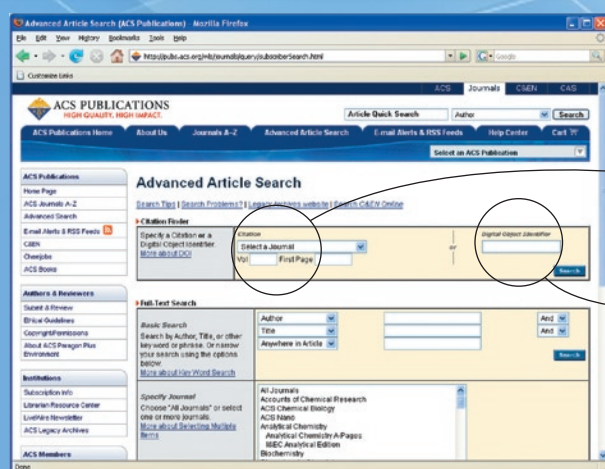 Advanced Article Search (ACS Publications) - Mozilla Firefox
File Edit View History Bookmarks Tools Help
http://pubs.acs.org/wls/journals/query/subscriberSearch.html
Google
Customize Links
ACS Journals C&EN CAS
ACS PUBLICATIONS
HIGH QUALITY. HIGH IMPACT.
Article Quick Search Author Search
ACS Publications Home About Us Journals A-Z Advanced Article Search E-mail Alerts & RSS Feeds Help Center Cart
Select an ACS Publication
ACS Publications
Home Page
ACS Journals A-Z
Advanced Search
E-mail Alerts & RSS Feeds
C&EN
Chemjobs
ACS Books
Authors & Reviewers
Submit & Review
Ethical Guidelines
Copyright/Permissions
About ACS Paragon Plus
Environment
Institutions
Subscription Info
Librarian Resource Center
LiveWire Newsletter
ACS Legacy Archives
ACS Members
Advanced Article Search
Search Tips | Search Problems? | Legacy Archives website | Search C&EN Online
Citation Finder
Specify a Citation or a
Digital Object Identifier.
More about DOI
Citation
Select a Journal
Vol First Page
or
Digital Object Identifier
Search
Full-Text Search
Basic Search
Search by Author, Title, or other
key word or phrase. Or narrow
your search using the options
below.
More about Key Word Search
Author And
Title And
Anywhere in Article
Search
Specify Journal
Choose "All Journals" or select
one or more journals.
More about Selecting Multiple
Items
All Journals
Accounts of Chemical Research
ACS Chemical Biology
ACS Nano
Analytical Chemistry
Analytical Chemistry A-Pages
I&EC Analytical Edition
Biochemistry
Done